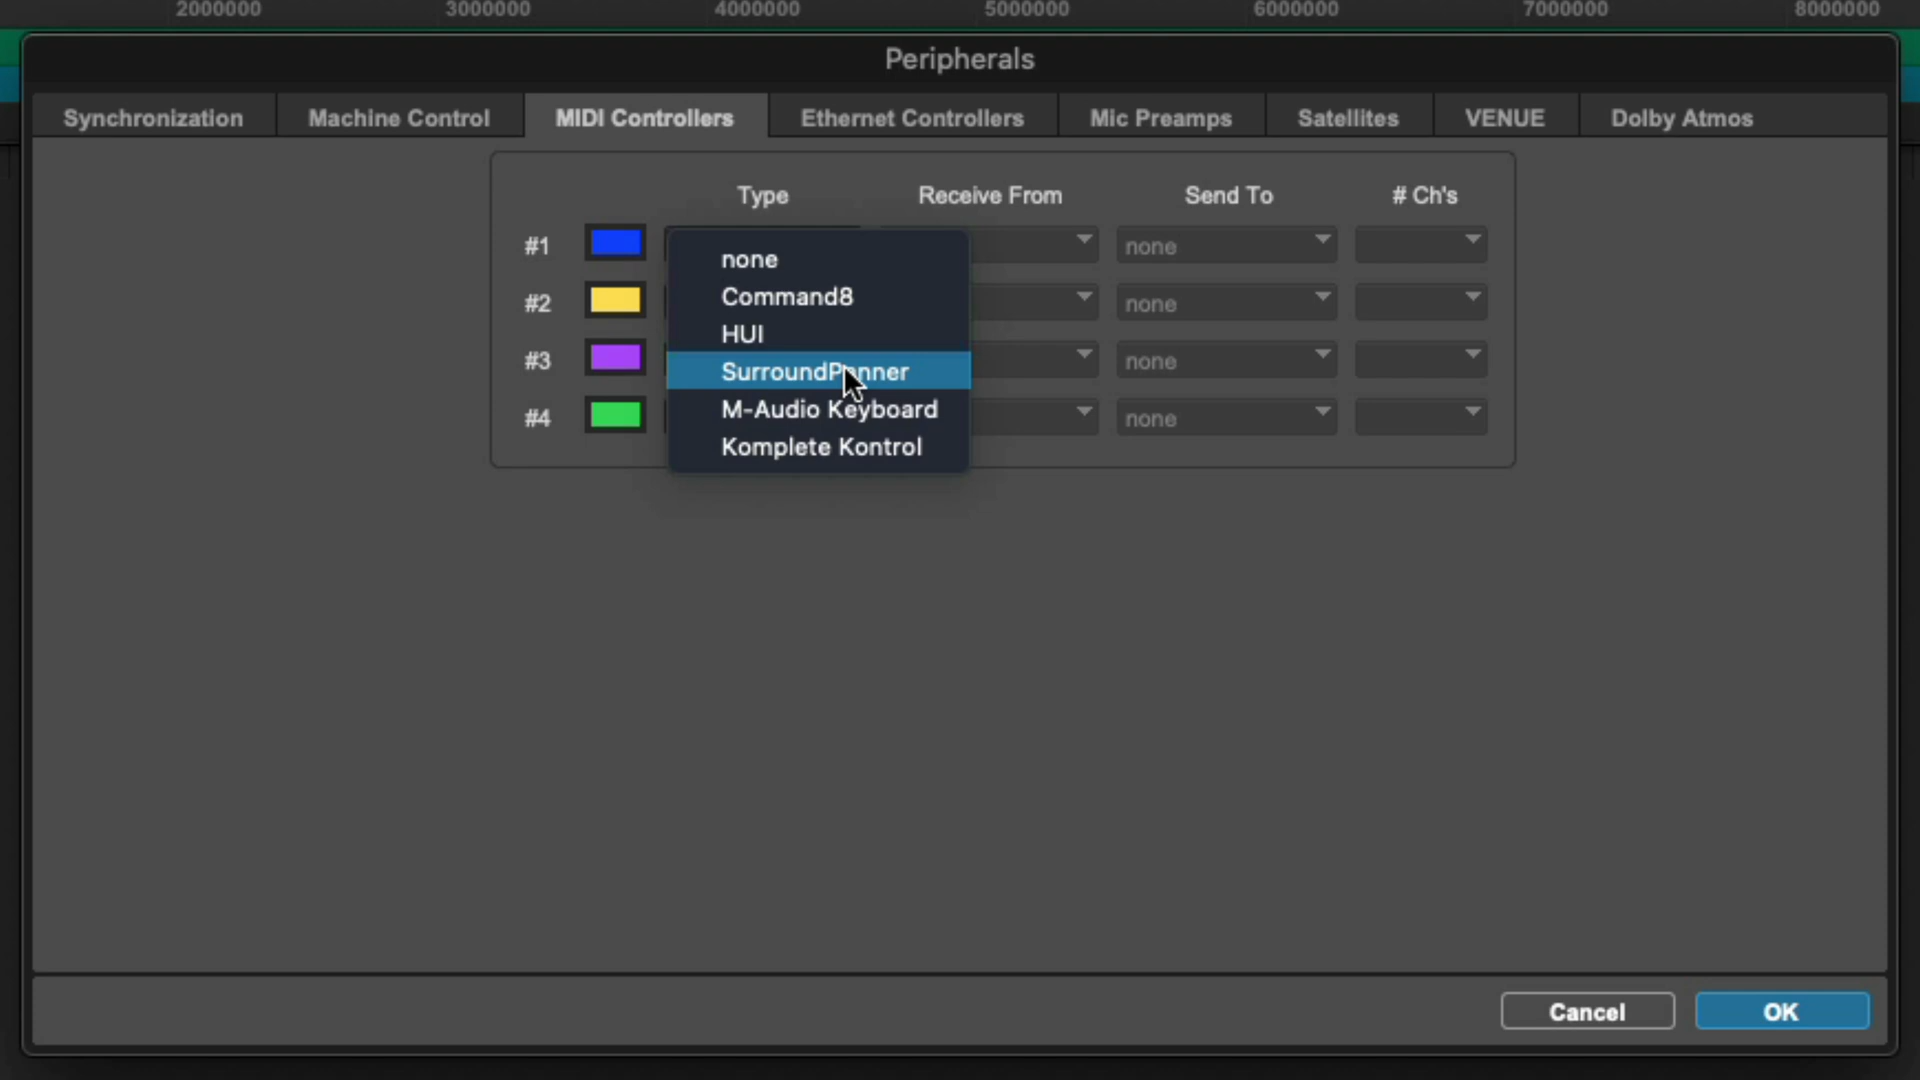 2000000 3000000 4000000 5000000 6000000 7000000 8000000
Peripherals
Synchronization Machine Control MIDI Controllers Ethernet Controllers Mic Preamps Satellites VENUE Dolby Atmos
Type Receive From Send To # Ch's
#1 none
#2 none
#3 none
#4 none
none
Command8
HUI
SurroundPanner
M-Audio Keyboard
Komplete Kontrol
Cancel OK